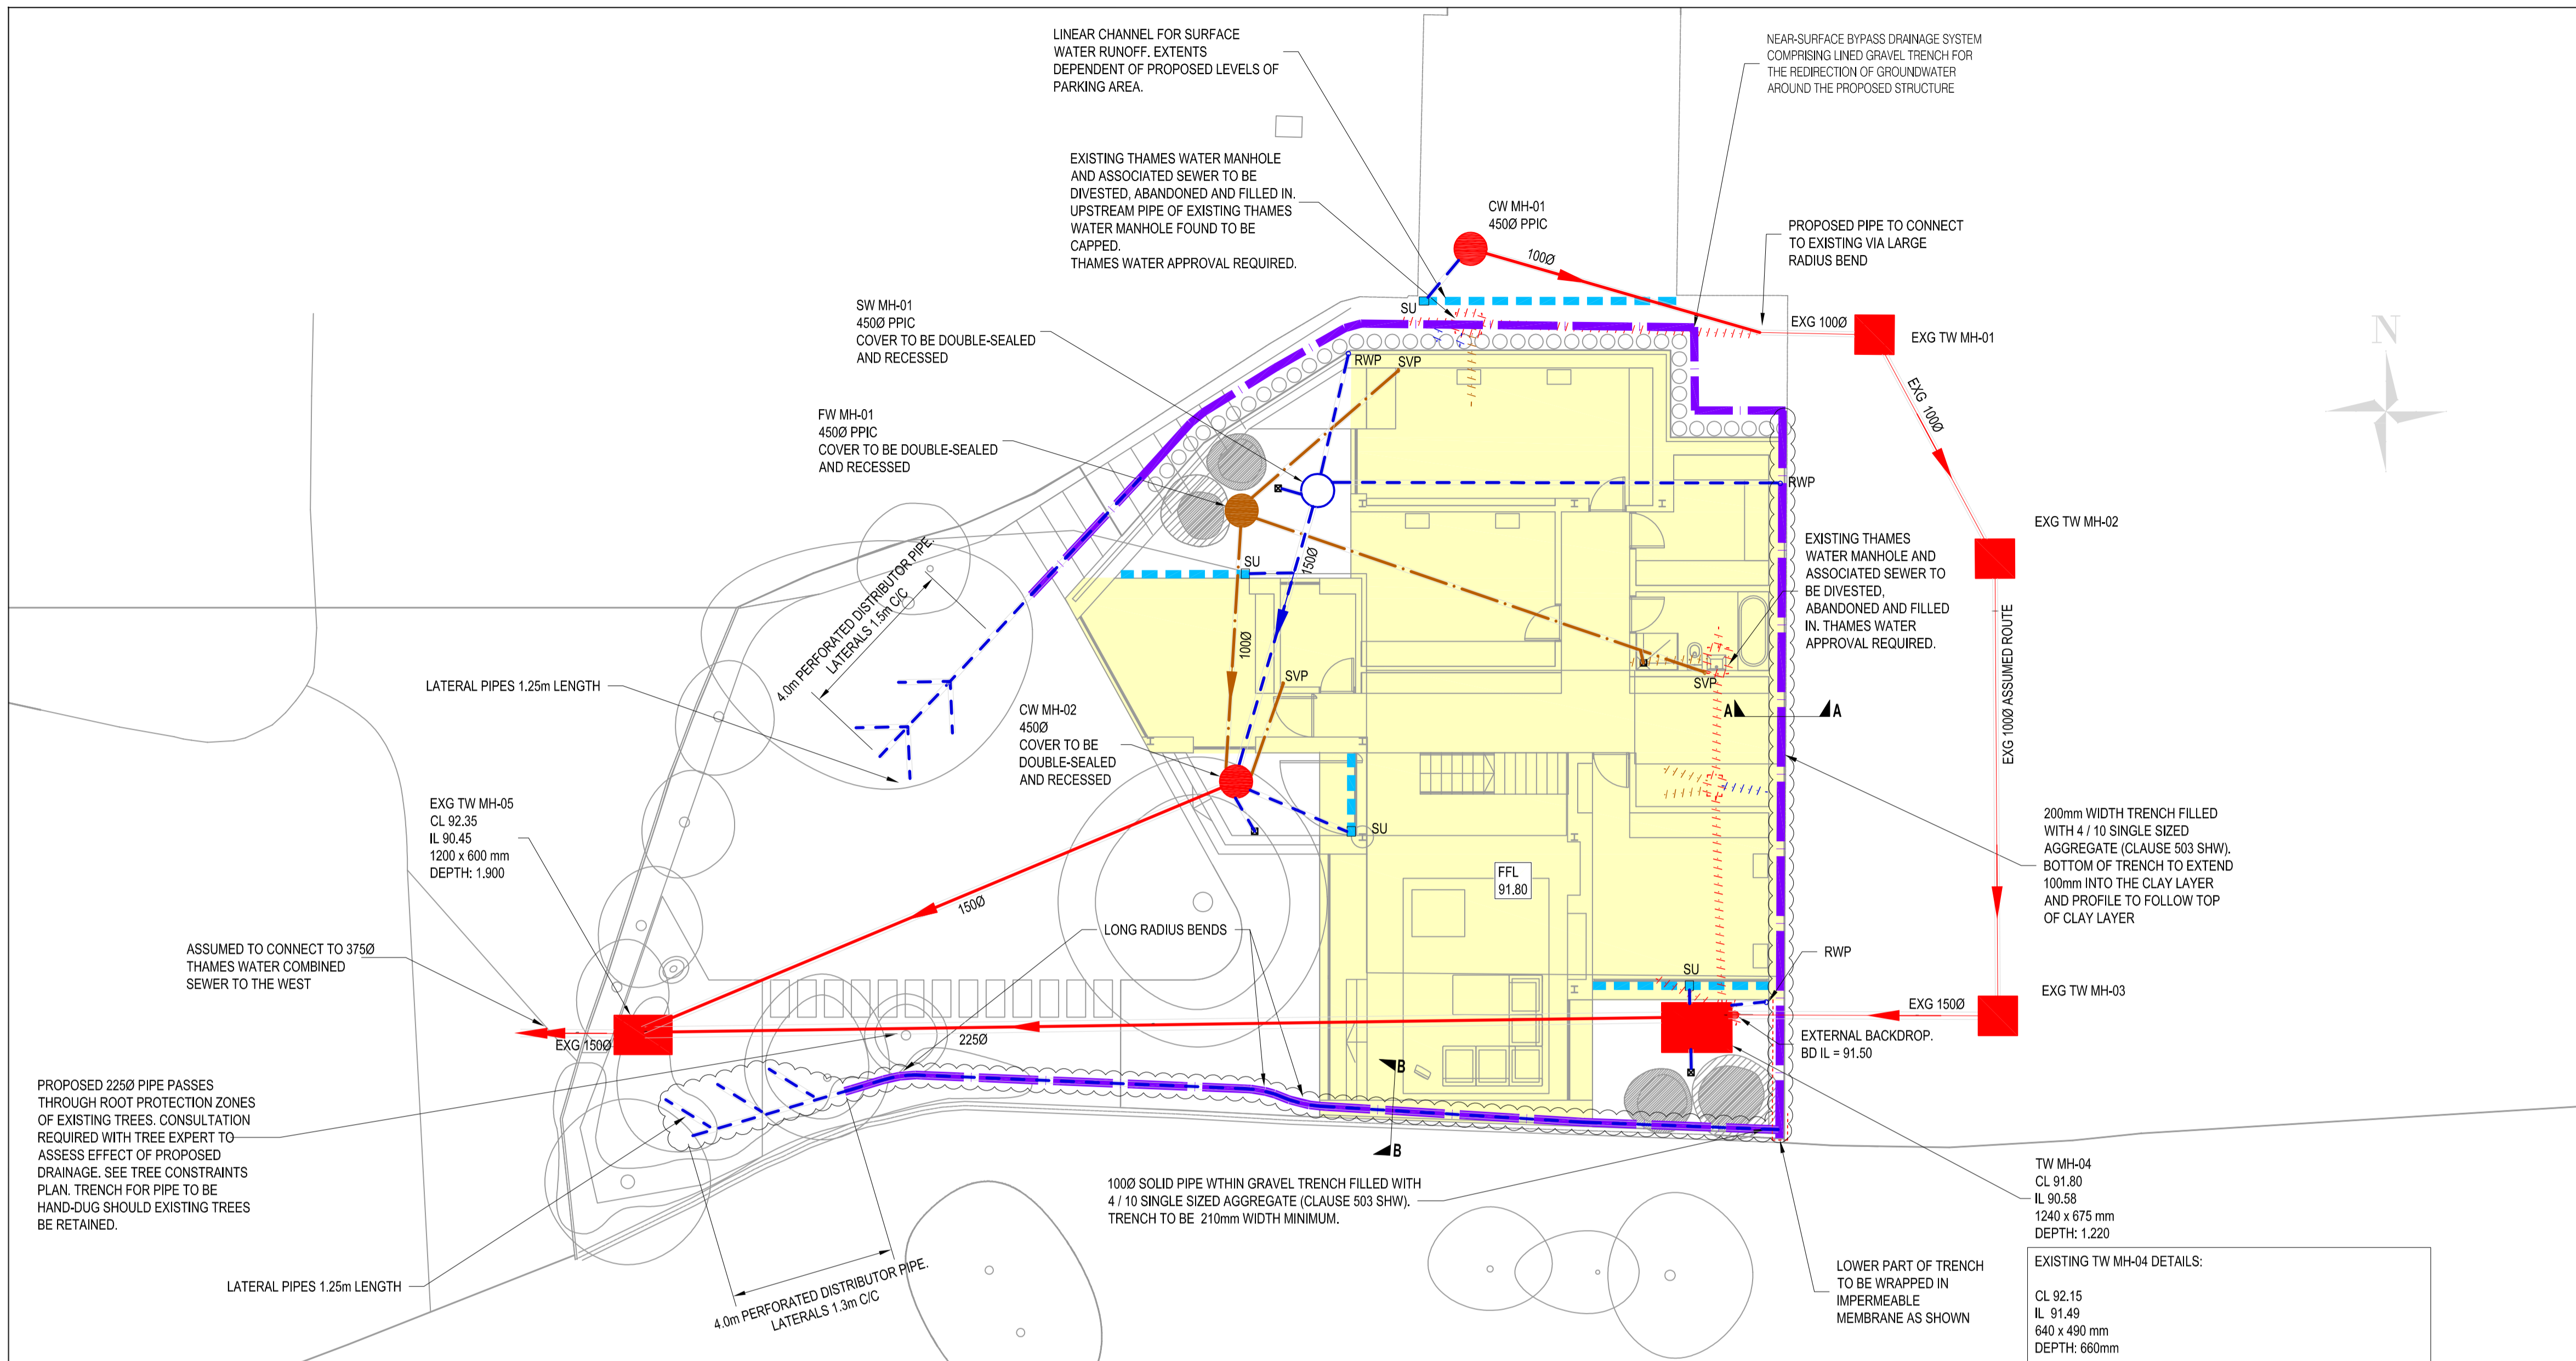 LINEAR CHANNEL FOR SURFACE
WATER RUNOFF. EXTENTS
DEPENDENT OF PROPOSED LEVELS OF
PARKING AREA.
NEAR-SURFACE BYPASS DRAINAGE SYSTEM
COMPRISING LINED GRAVEL TRENCH FOR
THE REDIRECTION OF GROUNDWATER
AROUND THE PROPOSED STRUCTURE
EXISTING THAMES WATER MANHOLE
AND ASSOCIATED SEWER TO BE
DIVESTED, ABANDONED AND FILLED IN.
UPSTREAM PIPE OF EXISTING THAMES
WATER MANHOLE FOUND TO BE
CAPPED.
THAMES WATER APPROVAL REQUIRED.
CW MH-01
450Ø PPIC
100Ø
PROPOSED PIPE TO CONNECT
TO EXISTING VIA LARGE
RADIUS BEND
SU
EXG 100Ø
EXG TW MH-01
N
SW MH-01
450Ø PPIC
COVER TO BE DOUBLE-SEALED
AND RECESSED
RWP
SVP
EXG 100Ø
FW MH-01
450Ø PPIC
COVER TO BE DOUBLE-SEALED
AND RECESSED
RWP
EXG TW MH-02
EXISTING THAMES
WATER MANHOLE AND
ASSOCIATED SEWER TO
BE DIVESTED,
ABANDONED AND FILLED
IN. THAMES WATER
APPROVAL REQUIRED.
SU
150Ø
4.0m PERFORATED DISTRIBUTOR PIPE.
LATERALS 1.5m C/C
100Ø
LATERAL PIPES 1.25m LENGTH
SVP
SVP
EXG 100Ø ASSUMED ROUTE
A
A
CW MH-02
450Ø
COVER TO BE
DOUBLE-SEALED
AND RECESSED
EXG TW MH-05
CL 92.35
IL 90.45
1200 x 600 mm
DEPTH: 1.900
SU
200mm WIDTH TRENCH FILLED
WITH 4 / 10 SINGLE SIZED
AGGREGATE (CLAUSE 503 SHW).
BOTTOM OF TRENCH TO EXTEND
100mm INTO THE CLAY LAYER
AND PROFILE TO FOLLOW TOP
OF CLAY LAYER
FFL
91.80
150Ø
LONG RADIUS BENDS
ASSUMED TO CONNECT TO 375Ø
THAMES WATER COMBINED
SEWER TO THE WEST
RWP
SU
EXG 150Ø
EXG TW MH-03
EXG 150Ø
225Ø
EXTERNAL BACKDROP.
BD IL = 91.50
B
B
PROPOSED 225Ø PIPE PASSES
THROUGH ROOT PROTECTION ZONES
OF EXISTING TREES. CONSULTATION
REQUIRED WITH TREE EXPERT TO
ASSESS EFFECT OF PROPOSED
DRAINAGE. SEE TREE CONSTRAINTS
PLAN. TRENCH FOR PIPE TO BE
HAND-DUG SHOULD EXISTING TREES
BE RETAINED.
100Ø SOLID PIPE WTHIN GRAVEL TRENCH FILLED WITH
4 / 10 SINGLE SIZED AGGREGATE (CLAUSE 503 SHW).
TRENCH TO BE 210mm WIDTH MINIMUM.
TW MH-04
CL 91.80
IL 90.58
1240 x 675 mm
DEPTH: 1.220
LATERAL PIPES 1.25m LENGTH
4.0m PERFORATED DISTRIBUTOR PIPE.
LATERALS 1.3m C/C
LOWER PART OF TRENCH
TO BE WRAPPED IN
IMPERMEABLE
MEMBRANE AS SHOWN
EXISTING TW MH-04 DETAILS:
CL 92.15
IL 91.49
640 x 490 mm
DEPTH: 660mm